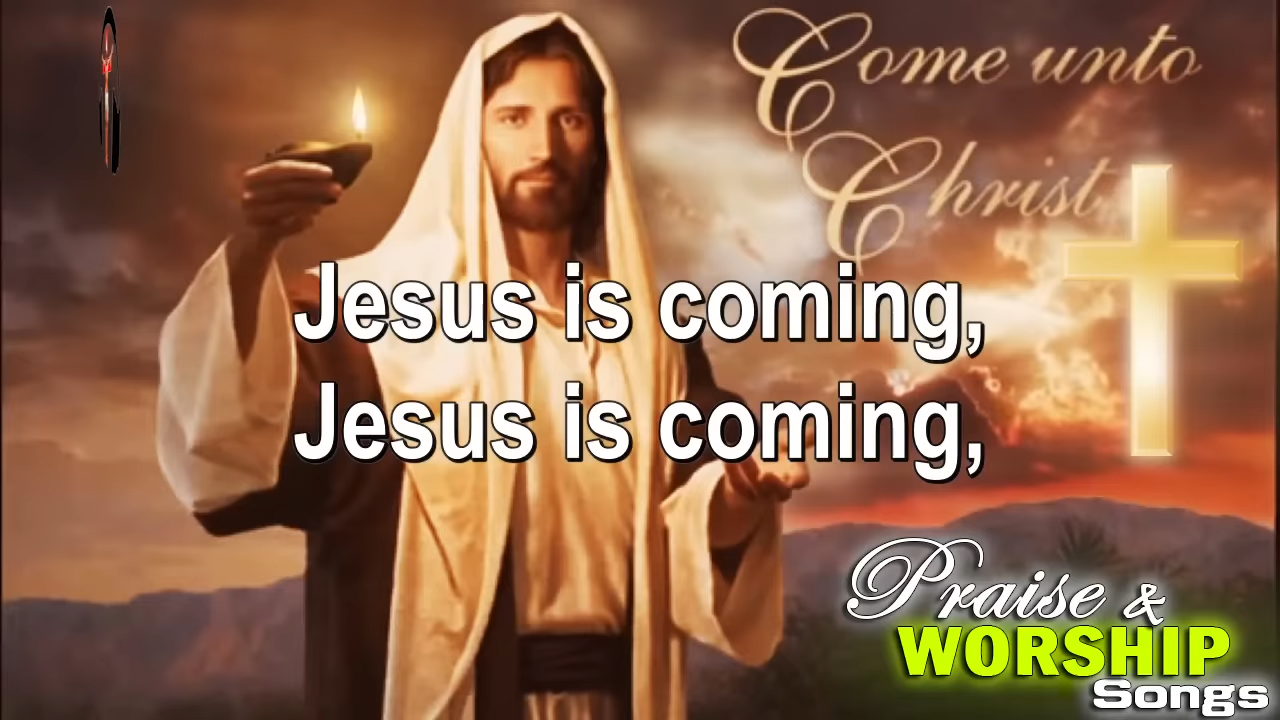 Come unto
Christ
Jesus is coming,
Jesus is coming,
Praise &
WORSHIP
Songs